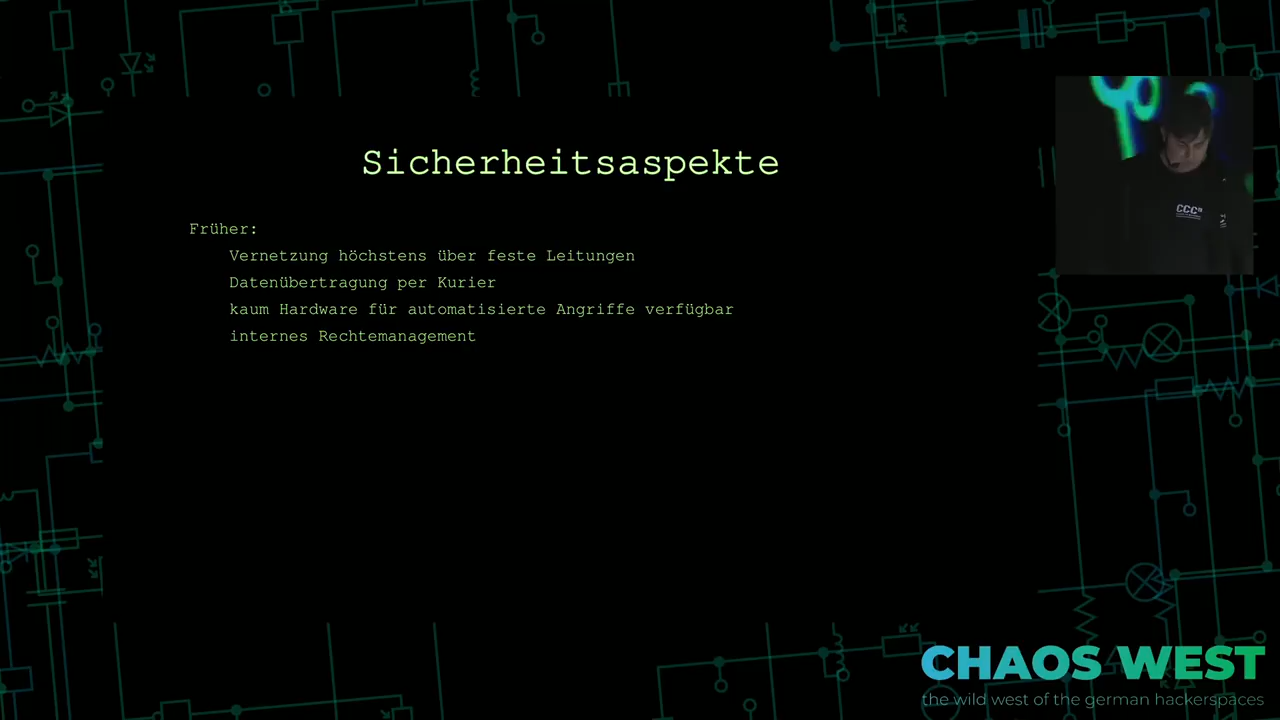 Sicherheitsaspekte
Früher:
Vernetzung höchstens über feste Leitungen
Datenübertragung per Kurier
kaum Hardware für automatisierte Angriffe verfügbar
internes Rechtemanagement
CCC
CHAOS WEST
the wild west of the german hackerspaces